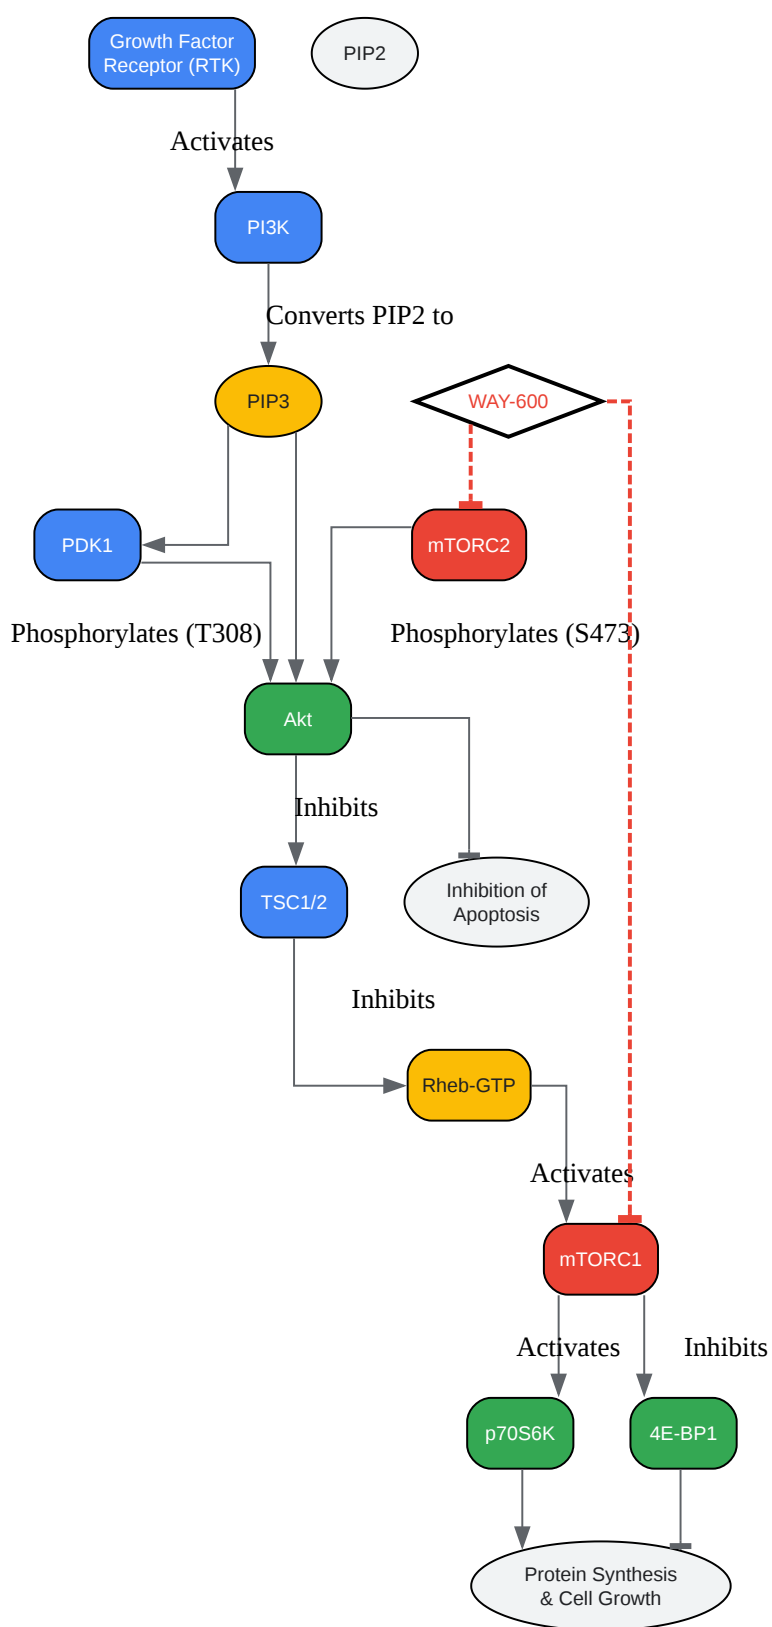 Growth Factor
Receptor (RTK)
PIP2
Activates
PI3K
Converts PIP2 to
PIP3
WAY-600
PDK1
mTORC2
Phosphorylates (T308)
Phosphorylates (S473)
Akt
Inhibits
TSC1/2
Inhibition of
Apoptosis
Inhibits
Rheb-GTP
Activates
mTORC1
Activates
Inhibits
p70S6K
4E-BP1
Protein Synthesis
& Cell Growth